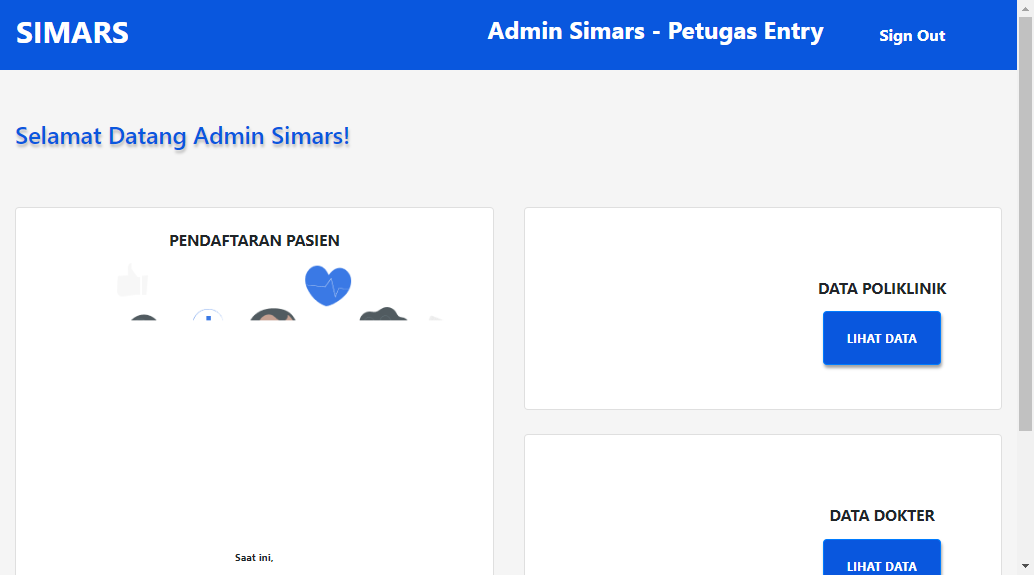 SIMARS
Admin Simars - Petugas Entry
Sign Out
Selamat Datang Admin Simars!
PENDAFTARAN PASIEN
Saat ini,
DATA POLIKLINIK
LIHAT DATA
DATA DOKTER
LIHAT DATA